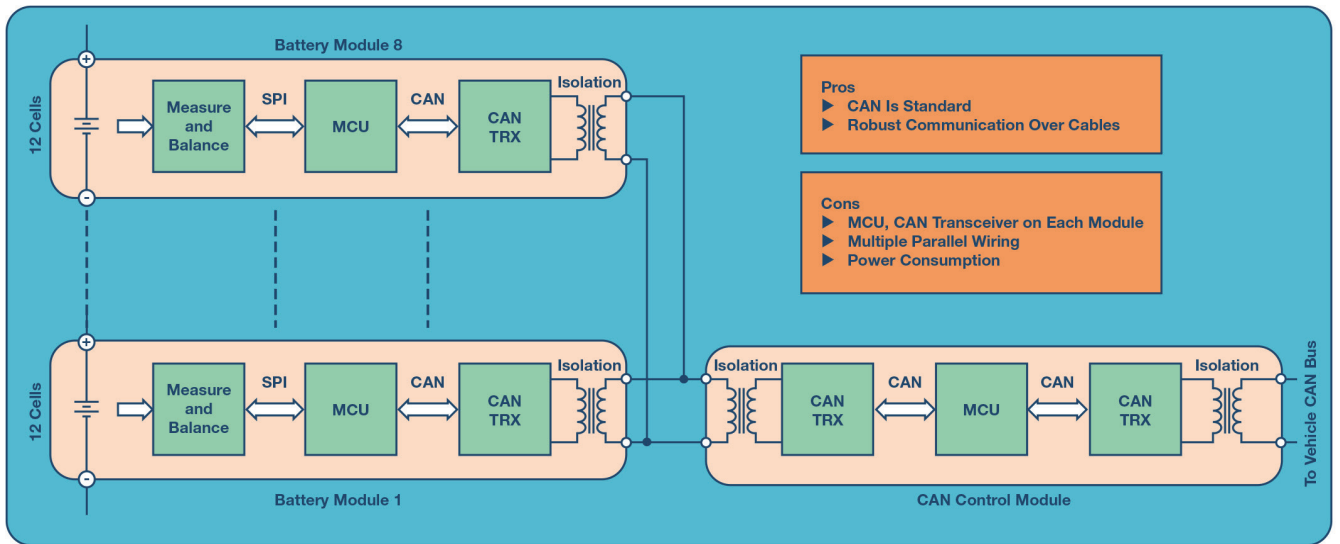 Battery Module 8
12 Cells
+
-
Measure
and
Balance
SPI
MCU
CAN
CAN
TRX
Isolation
Pros
▶ CAN Is Standard
▶ Robust Communication Over Cables
Cons
▶ MCU, CAN Transceiver on Each Module
▶ Multiple Parallel Wiring
▶ Power Consumption
12 Cells
+
-
Measure
and
Balance
SPI
MCU
CAN
CAN
TRX
Isolation
Battery Module 1
Isolation
CAN
TRX
CAN
MCU
CAN
CAN
TRX
Isolation
To Vehicle CAN Bus
CAN Control Module